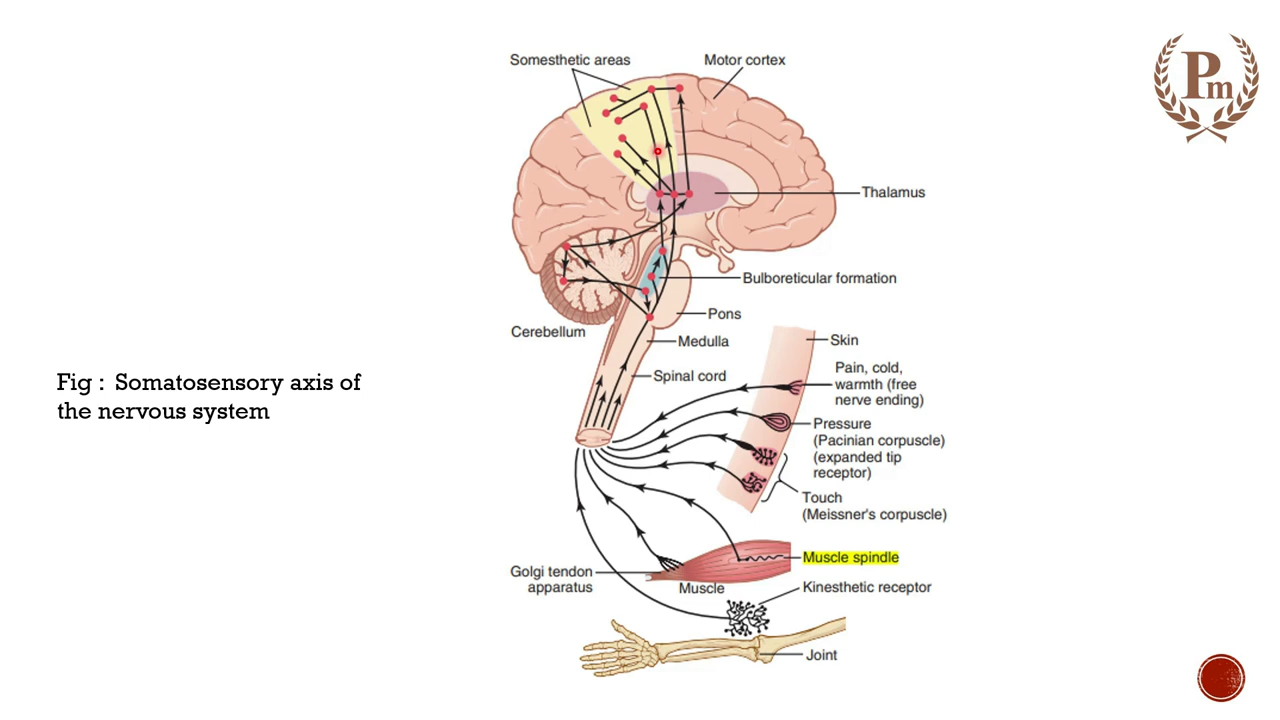 Somesthetic areas
Motor cortex
Pm
Thalamus
Bulboreticular formation
Pons
Cerebellum
Medulla
Skin
Spinal cord
Pain, cold,
warmth (free
nerve ending)
Fig : Somatosensory axis of
the nervous system
Pressure
(Pacinian corpuscle)
(expanded tip
receptor)
Touch
(Meissner's corpuscle)
Muscle spindle
Golgi tendon
apparatus
Muscle
Kinesthetic receptor
Joint